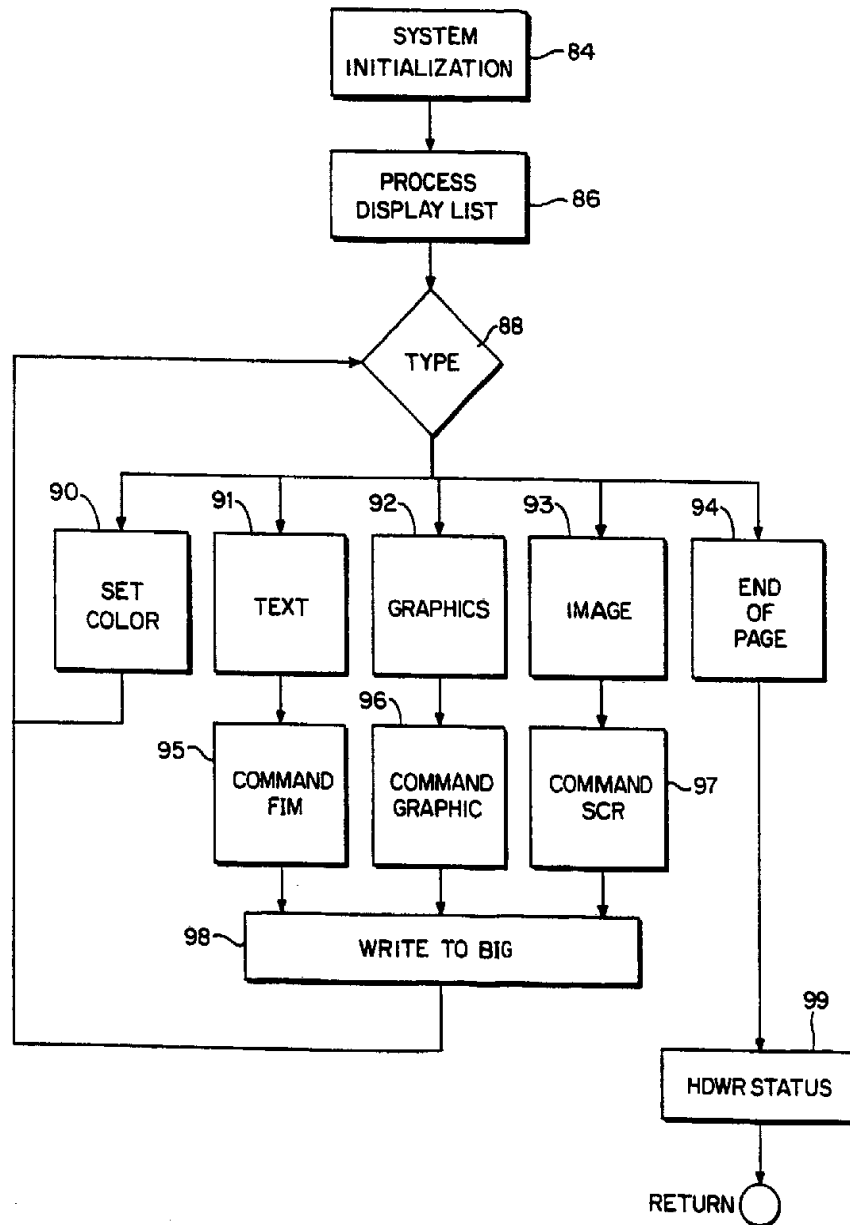 SYSTEM
INITIALIZATION
84
PROCESS
DISPLAY LIST
86
88
TYPE
90
91
92
93
94
SET
COLOR
TEXT
GRAPHICS
IMAGE
END
OF
PAGE
95
96
97
COMMAND
FIM
COMMAND
GRAPHIC
COMMAND
SCR
98
WRITE TO BIG
99
HDWR STATUS
RETURN